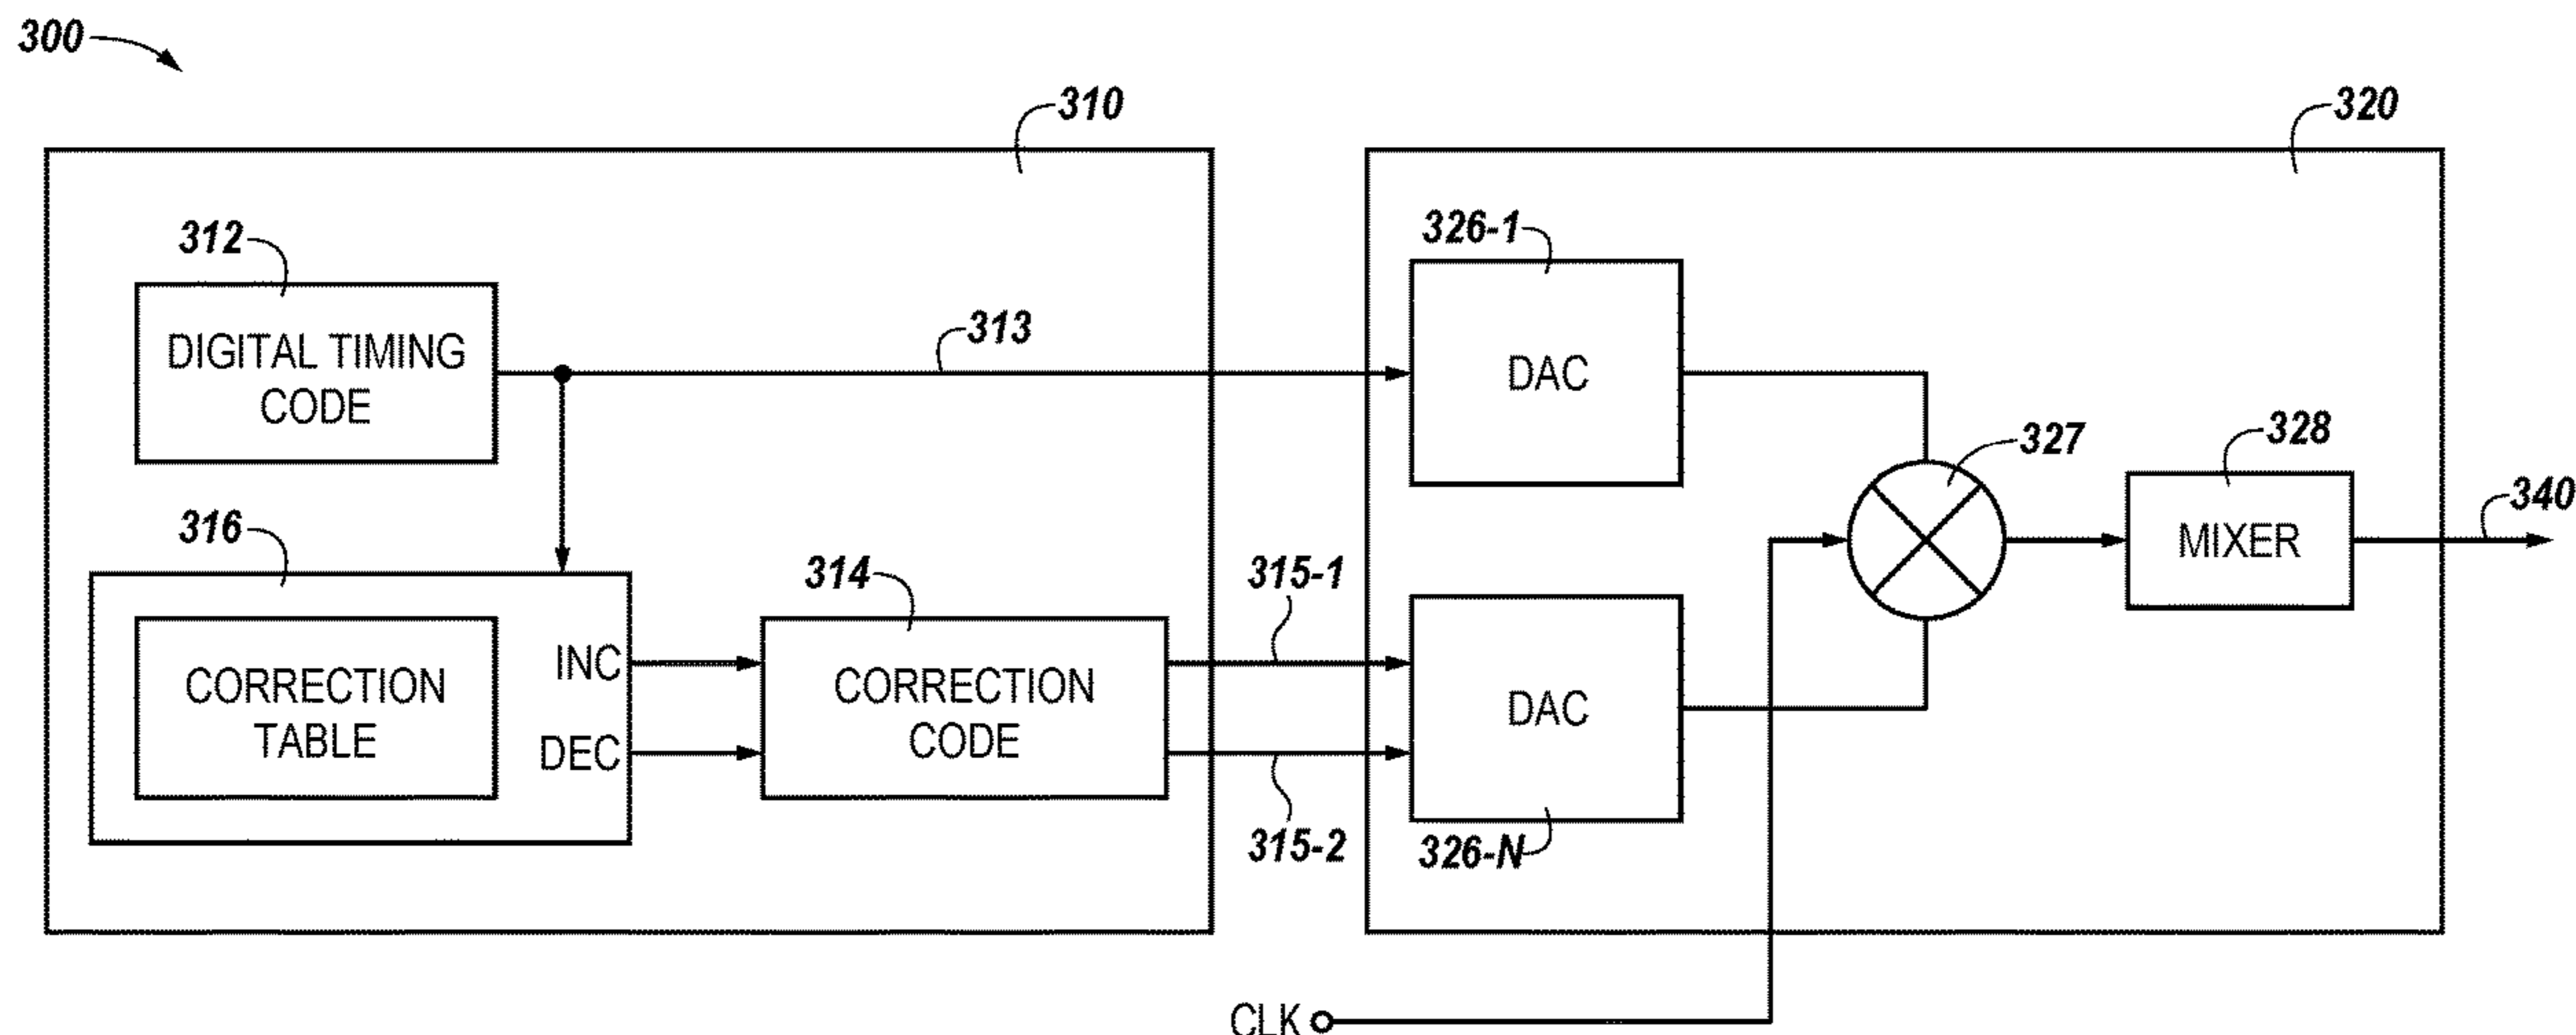 300
310
320
312
326-1
DIGITAL TIMING
CODE
313
DAC
327
328
MIXER
340
316
CORRECTION
TABLE
INC
DEC
314
CORRECTION
CODE
315-1
315-2
DAC
326-N
CLK